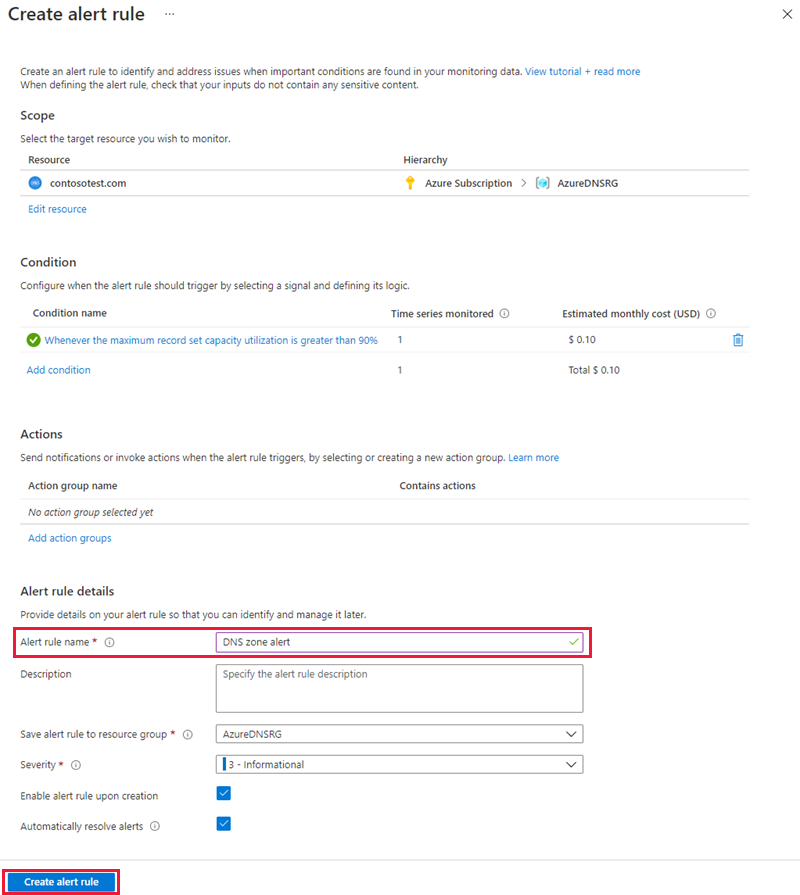 Create alert rule ...
Create an alert rule to identify and address issues when important conditions are found in your monitoring data. View tutorial + read more
When defining the alert rule, check that your inputs do not contain any sensitive content.
Scope
Select the target resource you wish to monitor.
Resource Hierarchy
contosotest.com Azure Subscription > AzureDNSRG
Edit resource
Condition
Configure when the alert rule should trigger by selecting a signal and defining its logic.
Condition name Time series monitored Estimated monthly cost (USD)
Whenever the maximum record set capacity utilization is greater than 90% 1 $ 0.10
Add condition 1 Total $ 0.10
Actions
Send notifications or invoke actions when the alert rule triggers, by selecting or creating a new action group. Learn more
Action group name Contains actions
No action group selected yet
Add action groups
Alert rule details
Provide details on your alert rule so that you can identify and manage it later.
Alert rule name * DNS zone alert
Description Specify the alert rule description
Save alert rule to resource group * AzureDNSRG
Severity * 3 - Informational
Enable alert rule upon creation
Automatically resolve alerts
Create alert rule